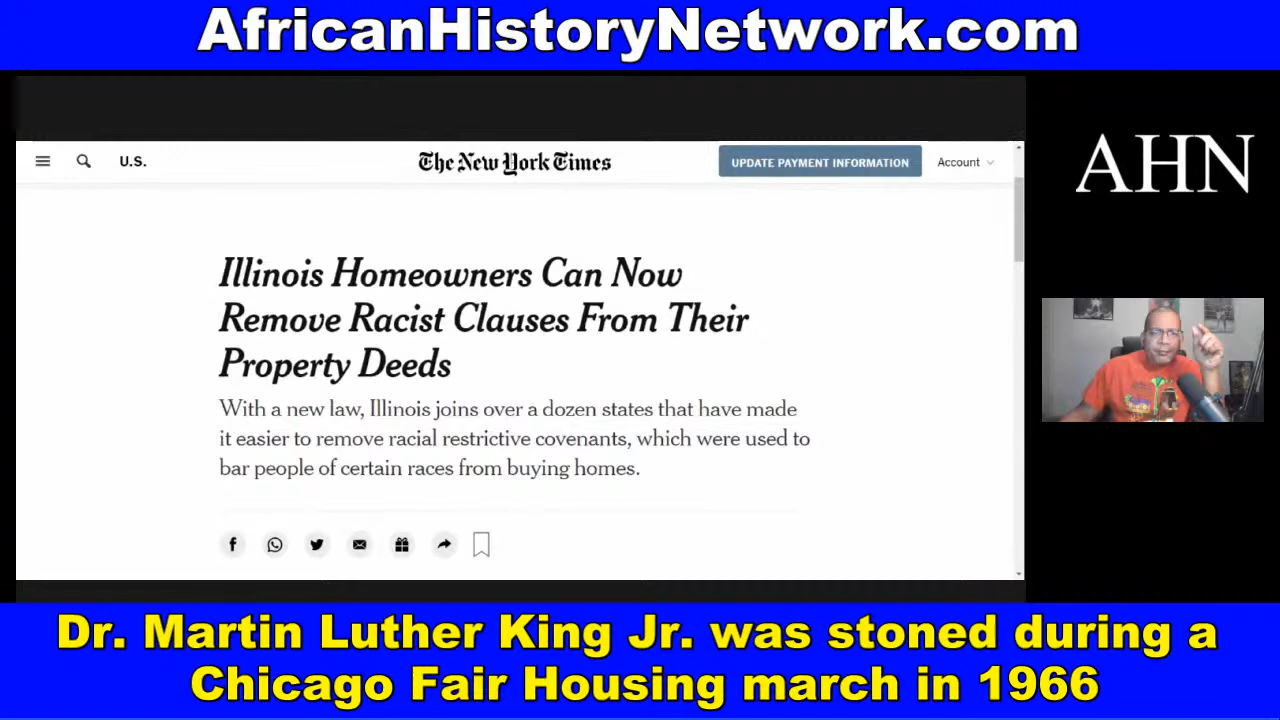 AfricanHistoryNetwork.com
U.S.
The New York Times
UPDATE PAYMENT INFORMATION
Account
AHN
Illinois Homeowners Can Now
Remove Racist Clauses From Their
Property Deeds
With a new law, Illinois joins over a dozen states that have made
it easier to remove racial restrictive covenants, which were used to
bar people of certain races from buying homes.
Dr. Martin Luther King Jr. was stoned during a
Chicago Fair Housing march in 1966